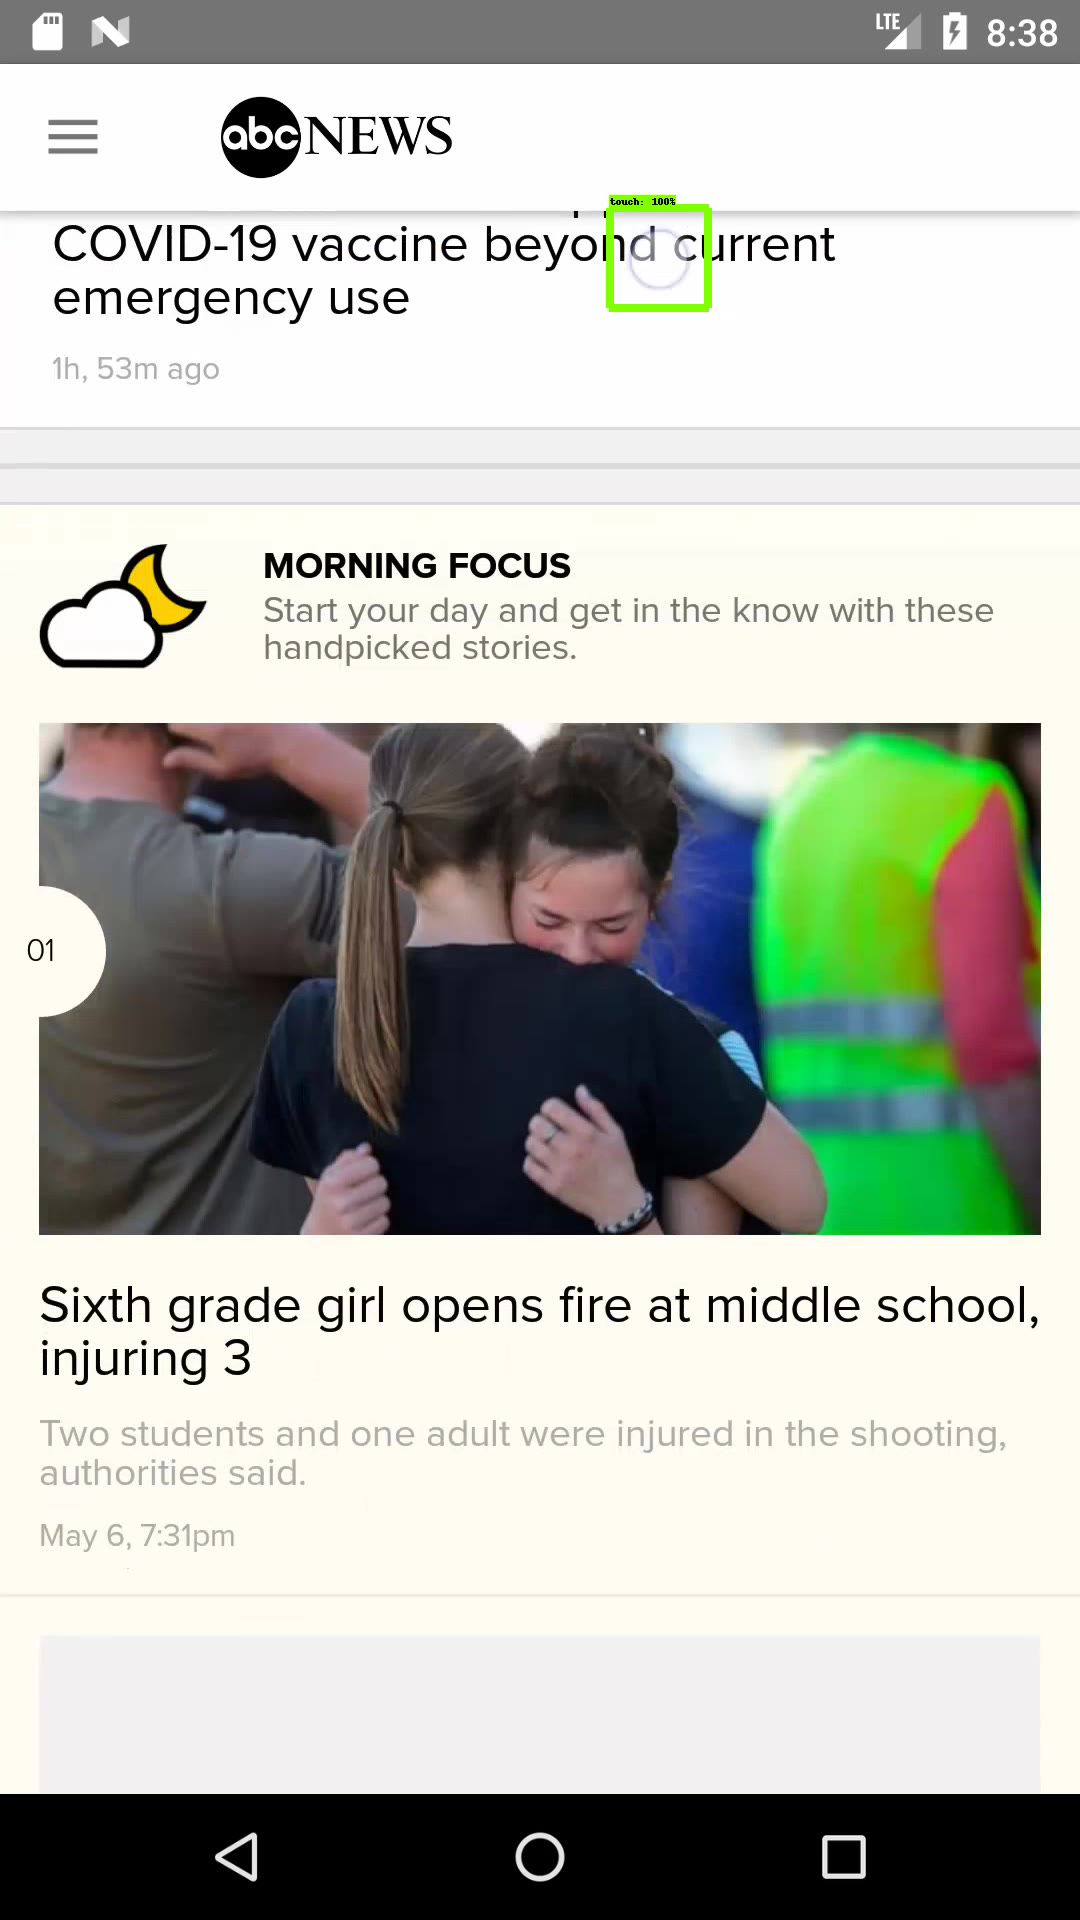 LTE 8:38
abc NEWS
touch: 100%
COVID-19 vaccine beyond current
emergency use
1h, 53m ago
MORNING FOCUS
Start your day and get in the know with these
handpicked stories.
01
Sixth grade girl opens fire at middle school,
injuring 3
Two students and one adult were injured in the shooting,
authorities said.
May 6, 7:31pm